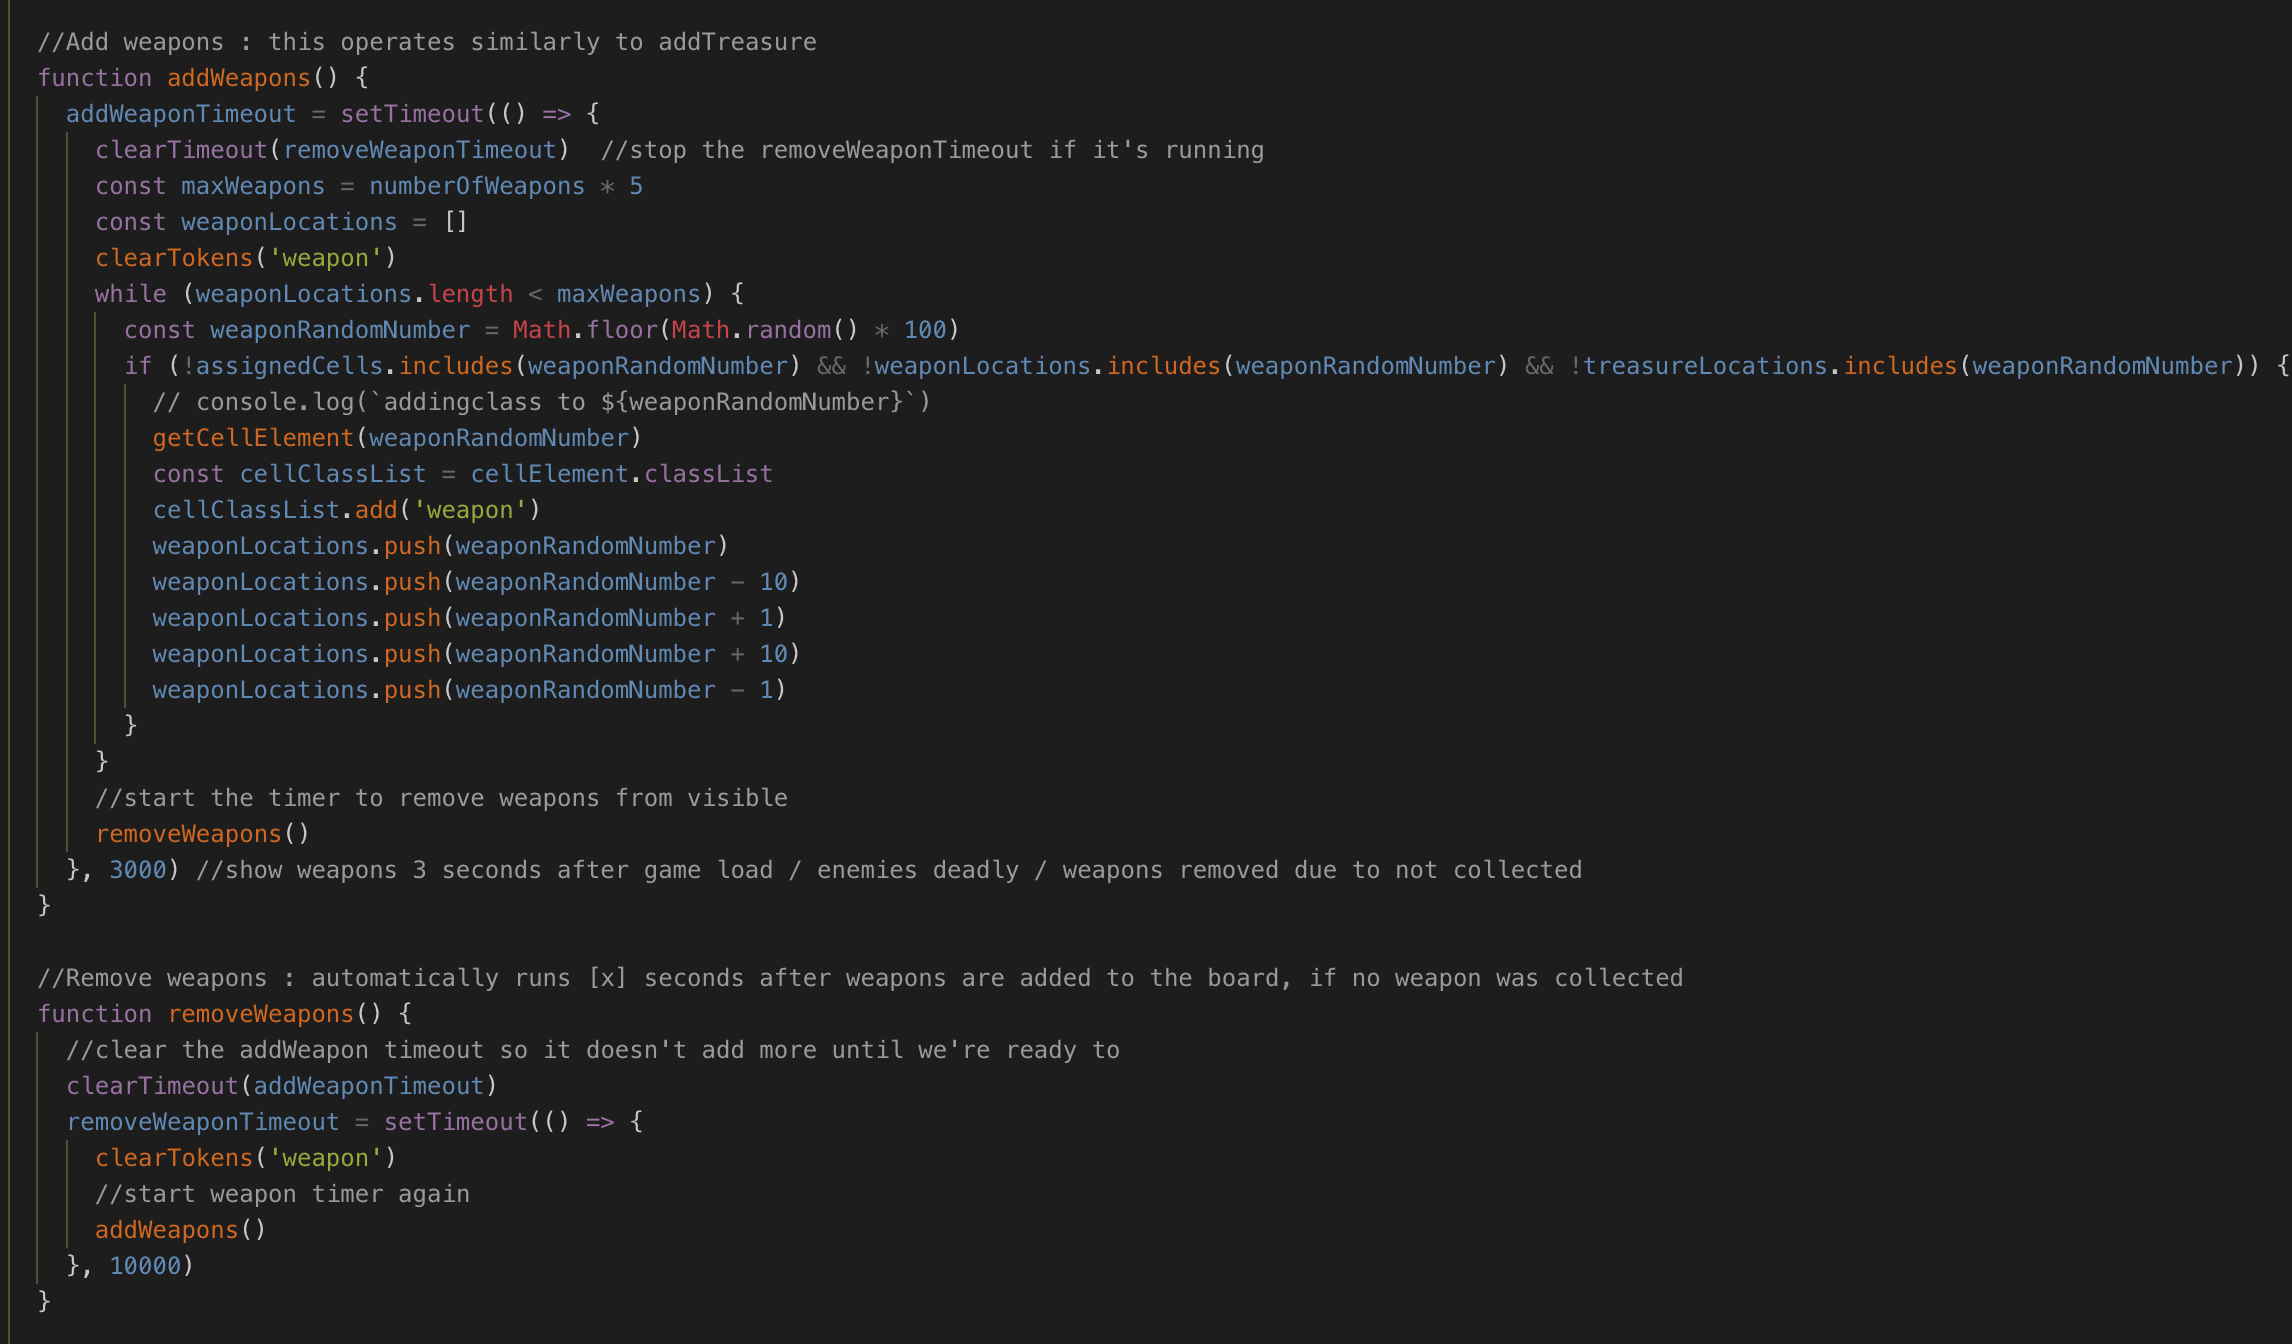 //Add weapons : this operates similarly to addTreasure
function addWeapons() {
  addWeaponTimeout = setTimeout(() => {
    clearTimeout(removeWeaponTimeout)  //stop the removeWeaponTimeout if it's running
    const maxWeapons = numberOfWeapons * 5
    const weaponLocations = []
    clearTokens('weapon')
    while (weaponLocations.length < maxWeapons) {
      const weaponRandomNumber = Math.floor(Math.random() * 100)
      if (!assignedCells.includes(weaponRandomNumber) && !weaponLocations.includes(weaponRandomNumber) && !treasureLocations.includes(weaponRandomNumber)) {
        // console.log(`addingclass to ${weaponRandomNumber}`)
        getCellElement(weaponRandomNumber)
        const cellClassList = cellElement.classList
        cellClassList.add('weapon')
        weaponLocations.push(weaponRandomNumber)
        weaponLocations.push(weaponRandomNumber - 10)
        weaponLocations.push(weaponRandomNumber + 1)
        weaponLocations.push(weaponRandomNumber + 10)
        weaponLocations.push(weaponRandomNumber - 1)
      }
    }
    //start the timer to remove weapons from visible
    removeWeapons()
  }, 3000) //show weapons 3 seconds after game load / enemies deadly / weapons removed due to not collected
}

//Remove weapons : automatically runs [x] seconds after weapons are added to the board, if no weapon was collected
function removeWeapons() {
  //clear the addWeapon timeout so it doesn't add more until we're ready to
  clearTimeout(addWeaponTimeout)
  removeWeaponTimeout = setTimeout(() => {
    clearTokens('weapon')
    //start weapon timer again
    addWeapons()
  }, 10000)
}